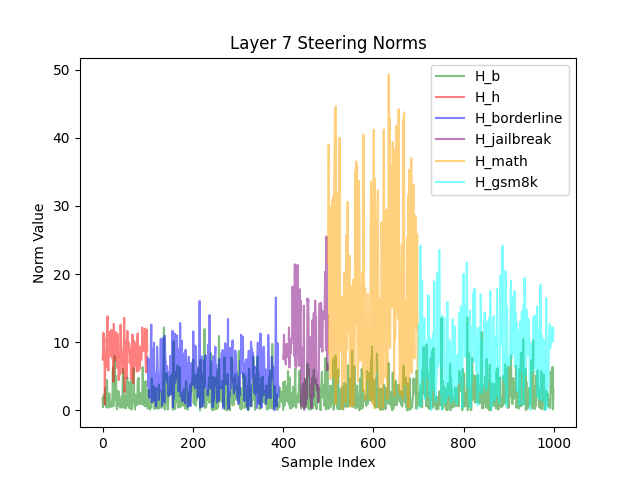 Layer 7 Steering Norms
50
40
30
20
10
0
Norm Value
H_b
H_h
H_borderline
H_jailbreak
H_math
H_gsm8k
0 200 400 600 800 1000
Sample Index